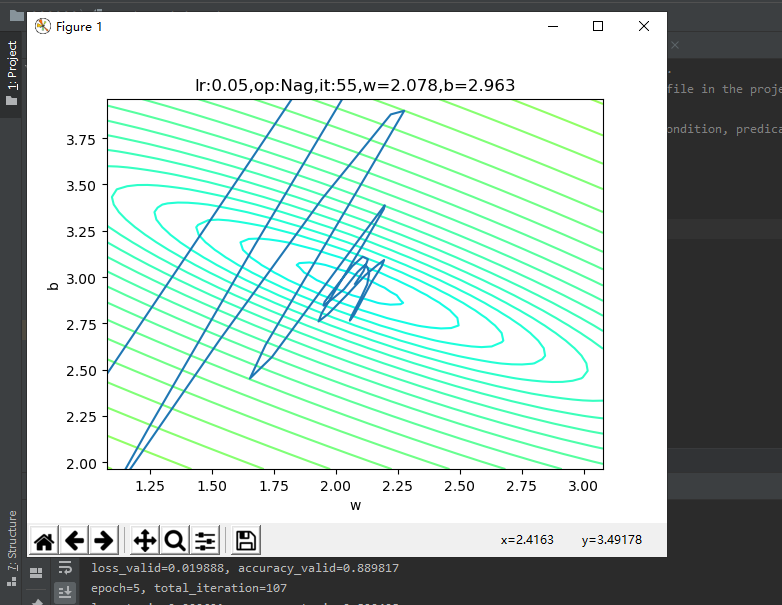 Figure 1
1: Project
file in the proje
ondition, predica
lr:0.05,op:Nag,it:55,w=2.078,b=2.963
3.75
3.50
3.25
3.00
2.75
2.50
2.25
2.00
b
1.25 1.50 1.75 2.00 2.25 2.50 2.75 3.00
w
x=2.4163 y=3.49178
7: Structure
loss_valid=0.019888, accuracy_valid=0.889817
epoch=5, total_iteration=107